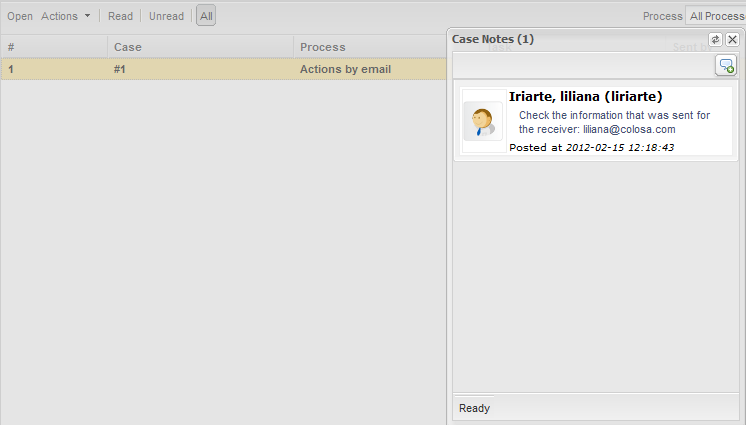 Open Actions Read Unread All Process All Process
# Case Process Task Sent by
1 #1 Actions by email
Case Notes (1)
Iriarte, liliana (liriarte)
Check the information that was sent for
the receiver: liliana@colosa.com
Posted at 2012-02-15 12:18:43
Ready